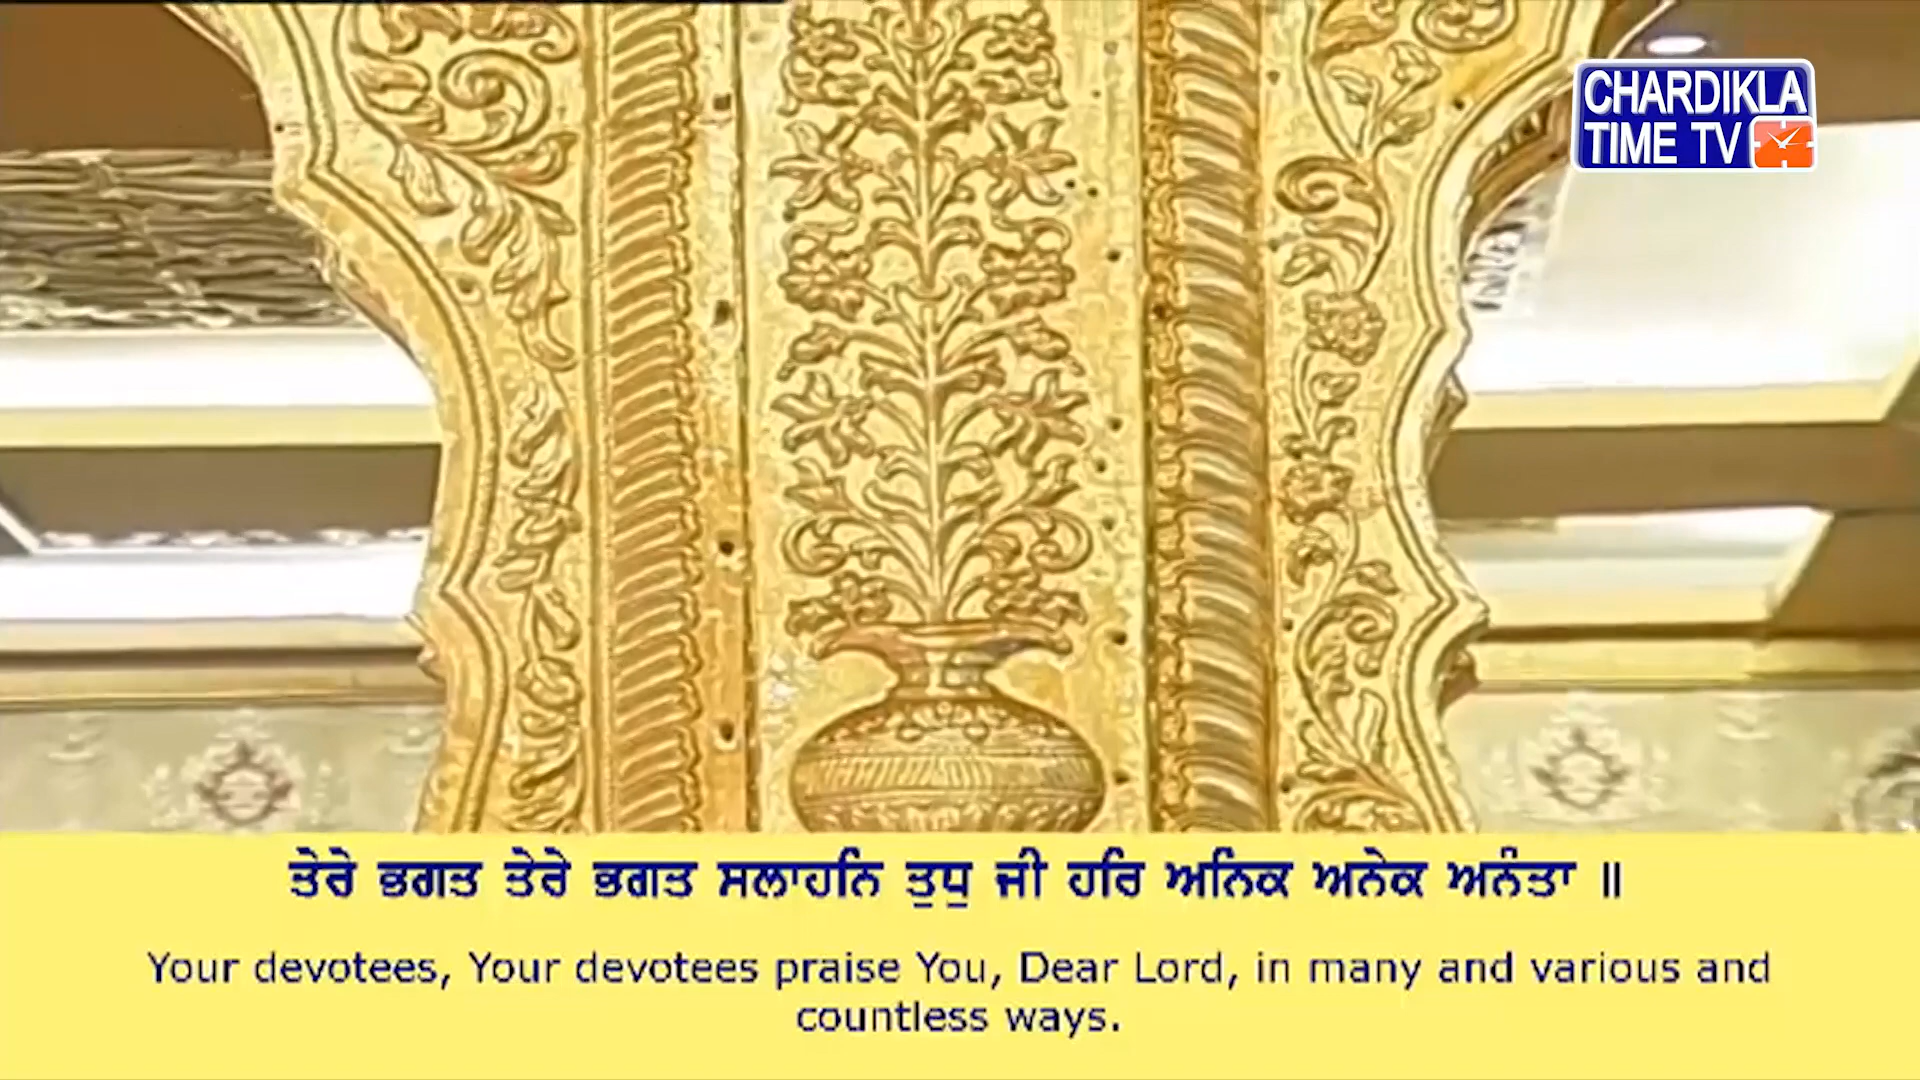 CHARDIKLA
TIME TV
ਤੇਰੇ ਭਗਤ ਤੇਰੇ ਭਗਤ ਸਲਾਹਨਿ ਤੁਧੁ ਜੀ ਹਰਿ ਅਨਿਕ ਅਨੇਕ ਅਨੰਤਾ ॥
Your devotees, Your devotees praise You, Dear Lord, in many and various and
countless ways.